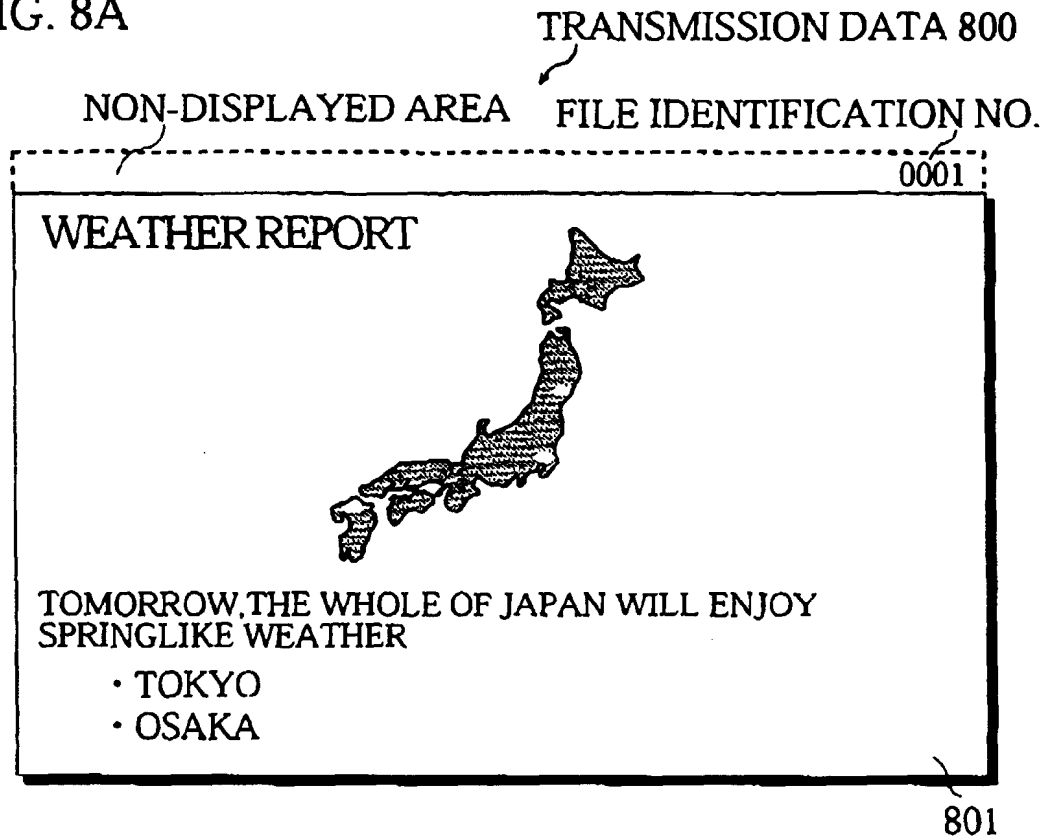 IG. 8A
TRANSMISSION DATA 800
NON-DISPLAYED AREA
FILE IDENTIFICATION NO.
0001
WEATHER REPORT
TOMORROW,THE WHOLE OF JAPAN WILL ENJOY
SPRINGLIKE WEATHER
· TOKYO
· OSAKA
801